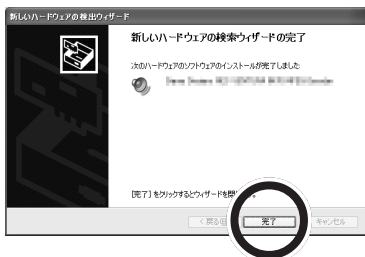 新しいハードウェアの検出ウィザード
新しいハードウェアの検索ウィザードの完了
次のハードウェアのソフトウェアのインストールが完了しました:
[完了] をクリックするとウィザードを閉
< 戻る(B)
完了
キャンセル